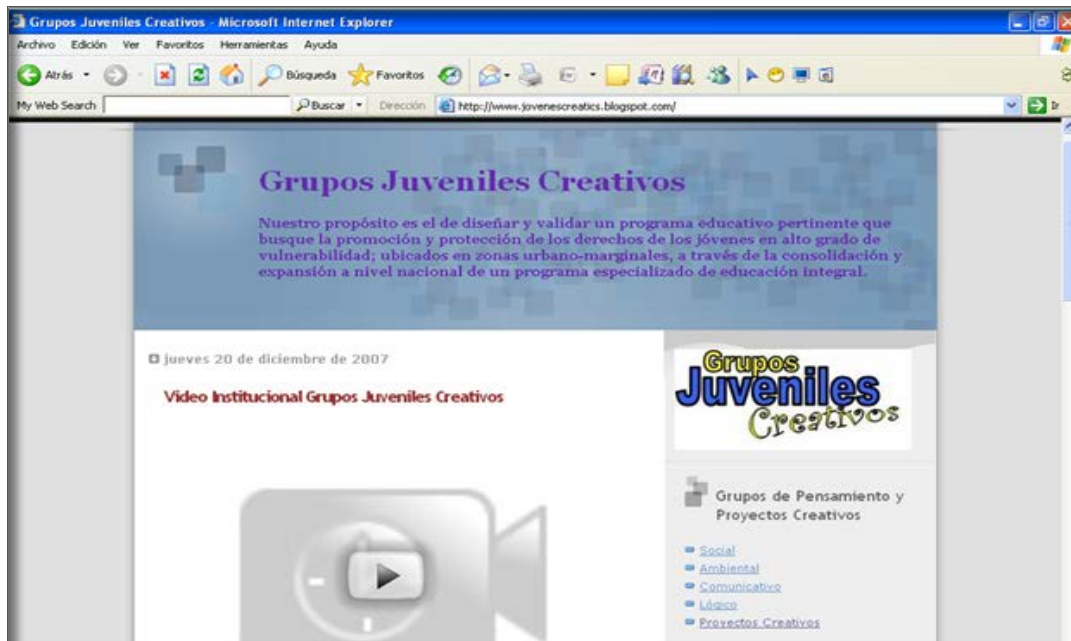 Grupos Juveniles Creativos - Microsoft Internet Explorer
Archivo Edición Ver Favoritos Herramientas Ayuda
Atrás Búsqueda Favoritos
My Web Search Buscar Dirección http://www.jovenescreatics.blogspot.com/ Ir
Grupos Juveniles Creativos
Nuestro propósito es el de diseñar y validar un programa educativo pertinente que
busque la promoción y protección de los derechos de los jóvenes en alto grado de
vulnerabilidad; ubicados en zonas urbano-marginales, a través de la consolidación y
expansión a nivel nacional de un programa especializado de educación integral.
jueves 20 de diciembre de 2007
Video Institucional Grupos Juveniles Creativos
Grupos
Juveniles
Creativos
Grupos de Pensamiento y
Proyectos Creativos
Social
Ambiental
Comunicativo
Lógico
Proyectos Creativos